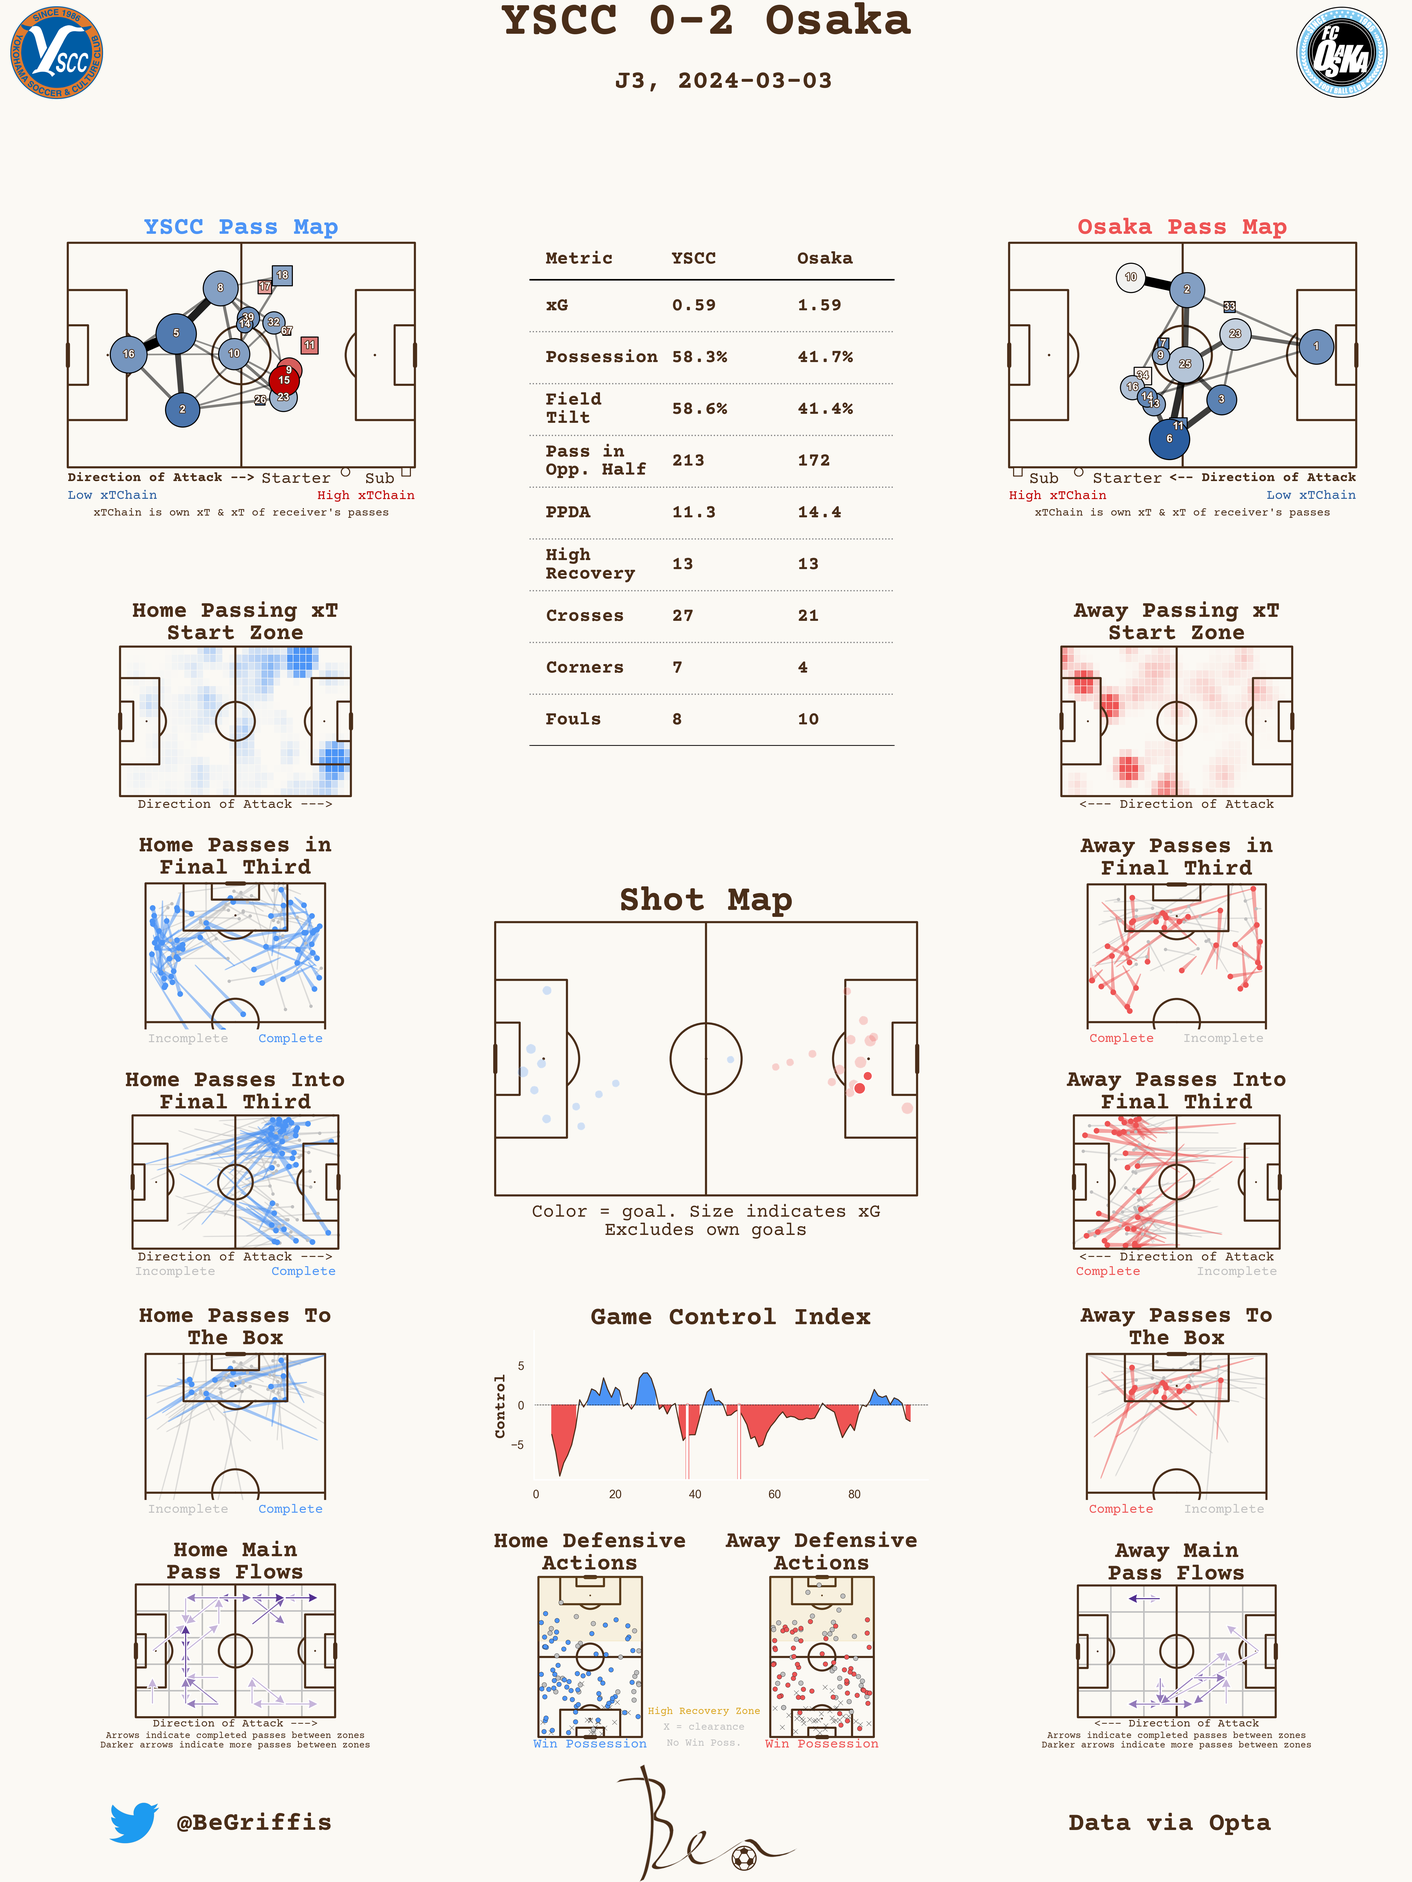 YSCC 0-2 Osaka
J3, 2024-03-03
SINCE 1986
YSCC
YOKOHAMA SOCCER & CULTURE CLUB
FC
OSAKA
YSCC Pass Map
8
18
17
39
14
32
67
5
16
10
11
9
15
2
26
23
Direction of Attack --> Starter Sub
Low xTChain High xTChain
xTChain is own xT & xT of receiver's passes
Metric YSCC Osaka
xG 0.59 1.59
Possession 58.3% 41.7%
Field
Tilt 58.6% 41.4%
Pass in
Opp. Half 213 172
PPDA 11.3 14.4
High
Recovery 13 13
Crosses 27 21
Corners 7 4
Fouls 8 10
Osaka Pass Map
10
2
33
23
7
9
1
25
34
16
14
13
3
11
6
Sub Starter <-- Direction of Attack
High xTChain Low xTChain
xTChain is own xT & xT of receiver's passes
Home Passing xT
Start Zone
Direction of Attack --->
Away Passing xT
Start Zone
<--- Direction of Attack
Home Passes in
Final Third
Incomplete Complete
Away Passes in
Final Third
Complete Incomplete
Shot Map
Color = goal. Size indicates xG
Excludes own goals
Home Passes Into
Final Third
Direction of Attack --->
Incomplete Complete
Away Passes Into
Final Third
<--- Direction of Attack
Complete Incomplete
Home Passes To
The Box
Incomplete Complete
Game Control Index
Control
5
0
−5
0 20 40 60 80
Away Passes To
The Box
Complete Incomplete
Home Main
Pass Flows
Direction of Attack --->
Arrows indicate completed passes between zones
Darker arrows indicate more passes between zones
Home Defensive
Actions
Win Possession
Away Defensive
Actions
Win Possession
High Recovery Zone
X = clearance
No Win Poss.
Away Main
Pass Flows
<--- Direction of Attack
Arrows indicate completed passes between zones
Darker arrows indicate more passes between zones
@BeGriffis
Ben
Data via Opta